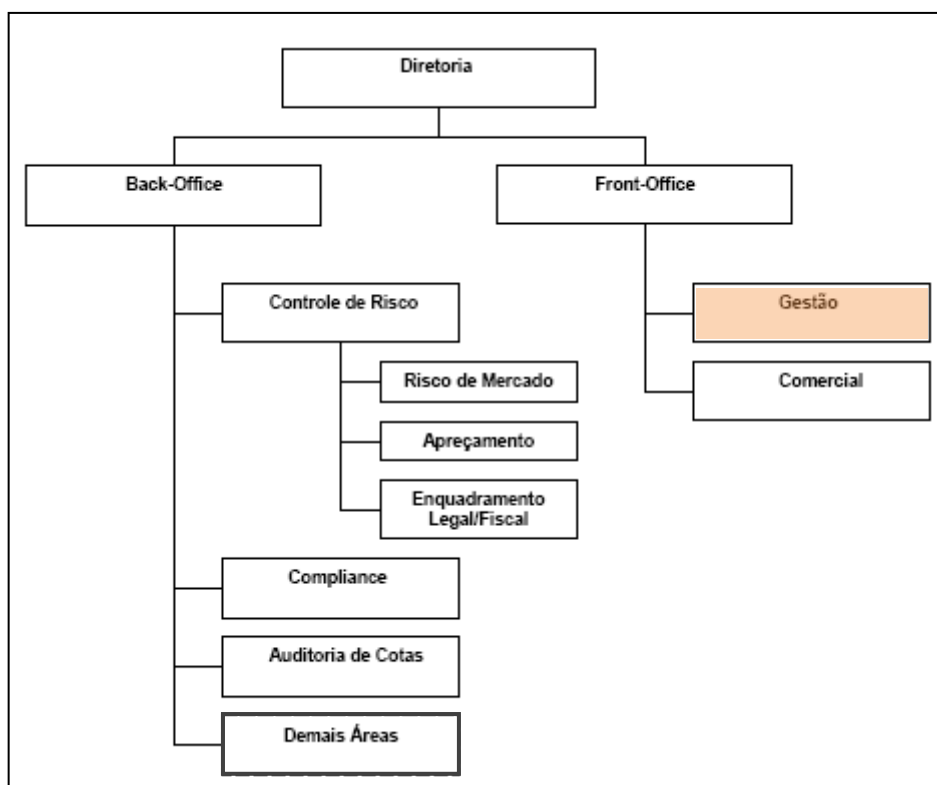 Diretoria
Back-Office
Front-Office
Controle de Risco
Gestão
Risco de Mercado
Comercial
Apreçamento
Enquadramento
Legal/Fiscal
Compliance
Auditoria de Cotas
Demais Áreas